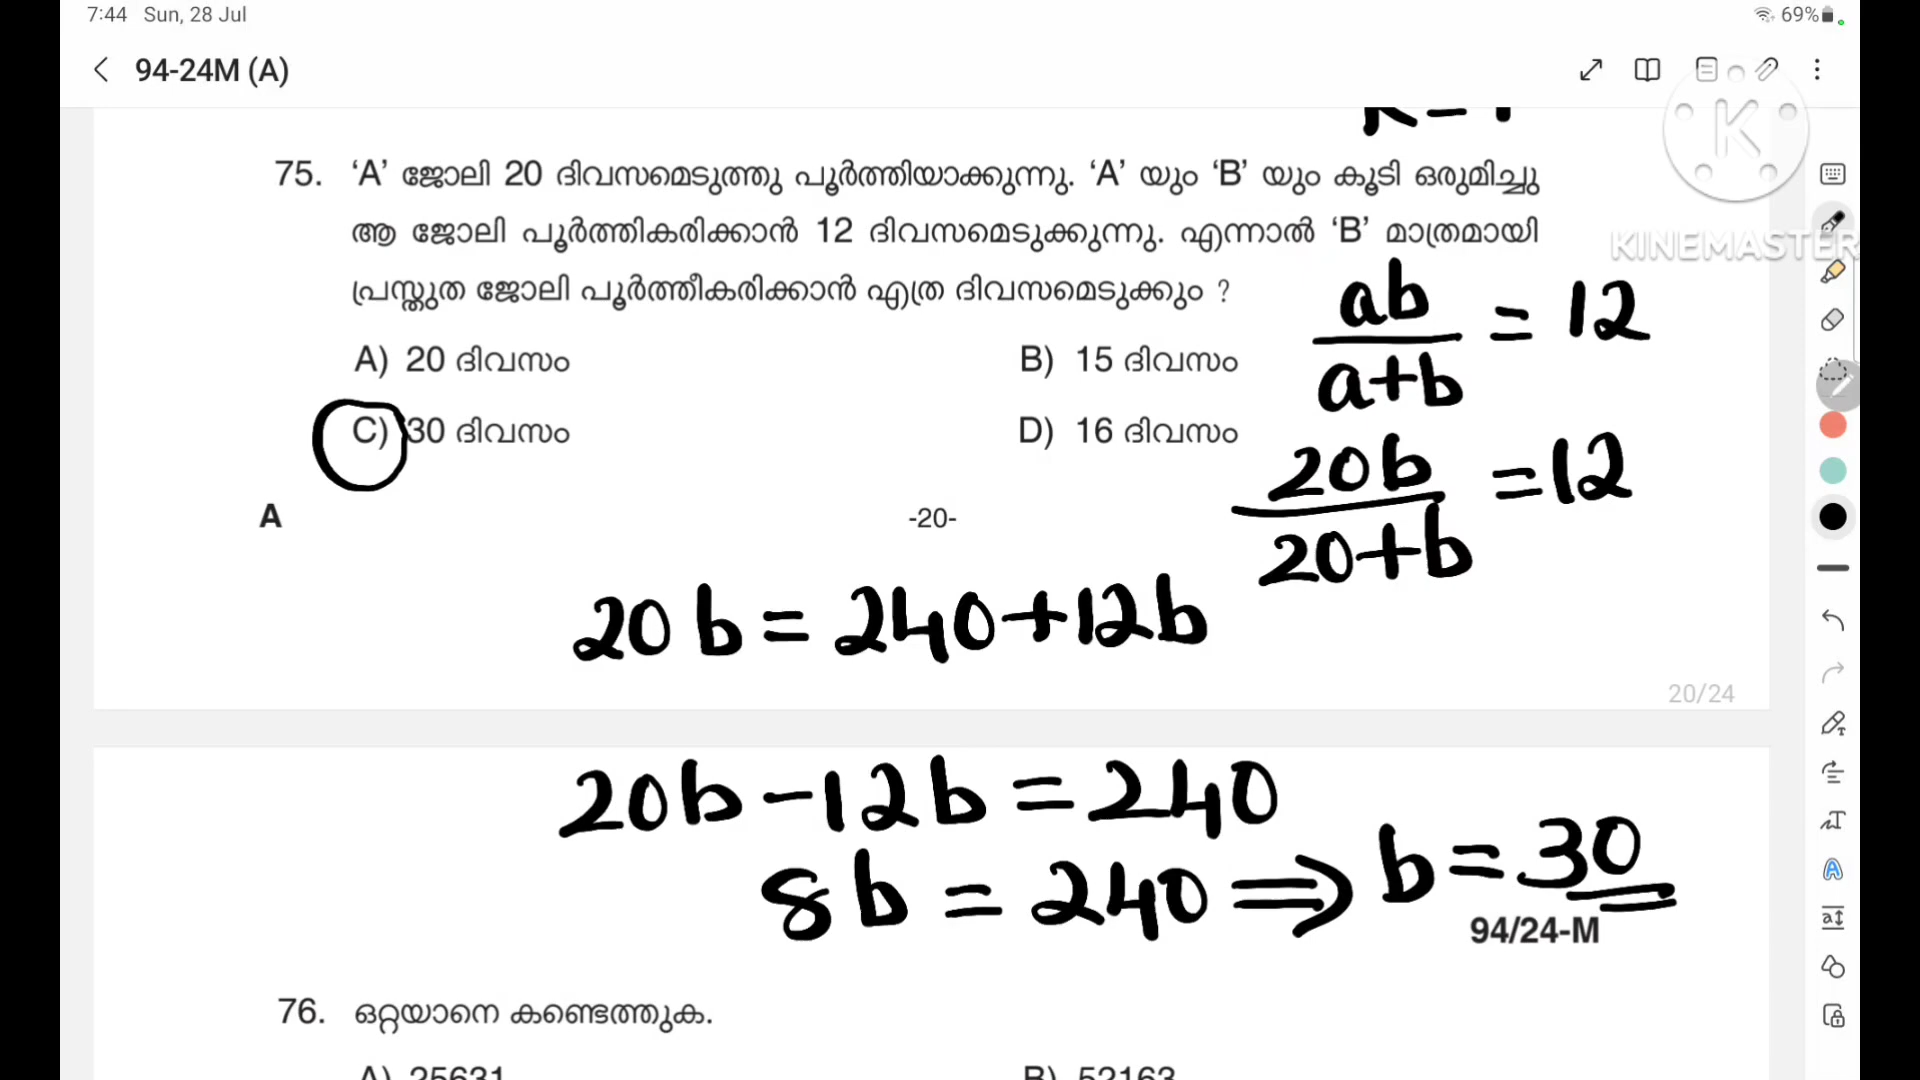 7:44 Sun, 28 Jul
69%
94-24M (A)
K
KINEMASTER
75. ‘A’ ജോലി 20 ദിവസമെടുത്തു പൂർത്തിയാക്കുന്നു. ‘A’ യും ‘B’ യും കൂടി ഒരുമിച്ചു
ആ ജോലി പൂർത്തികരിക്കാൻ 12 ദിവസമെടുക്കുന്നു. എന്നാൽ ‘B’ മാത്രമായി
പ്രസ്തുത ജോലി പൂർത്തീകരിക്കാൻ എത്ര ദിവസമെടുക്കും ?
A) 20 ദിവസം B) 15 ദിവസം
C) 30 ദിവസം D) 16 ദിവസം
ab/a+b = 12
20b/20+b = 12
A -20-
20b = 240+12b
20/24
20b-12b = 240
8b = 240 ⟹ b = 30
94/24-M
76. ഒറ്റയാനെ കണ്ടെത്തുക.
A) 25631 B) 52163